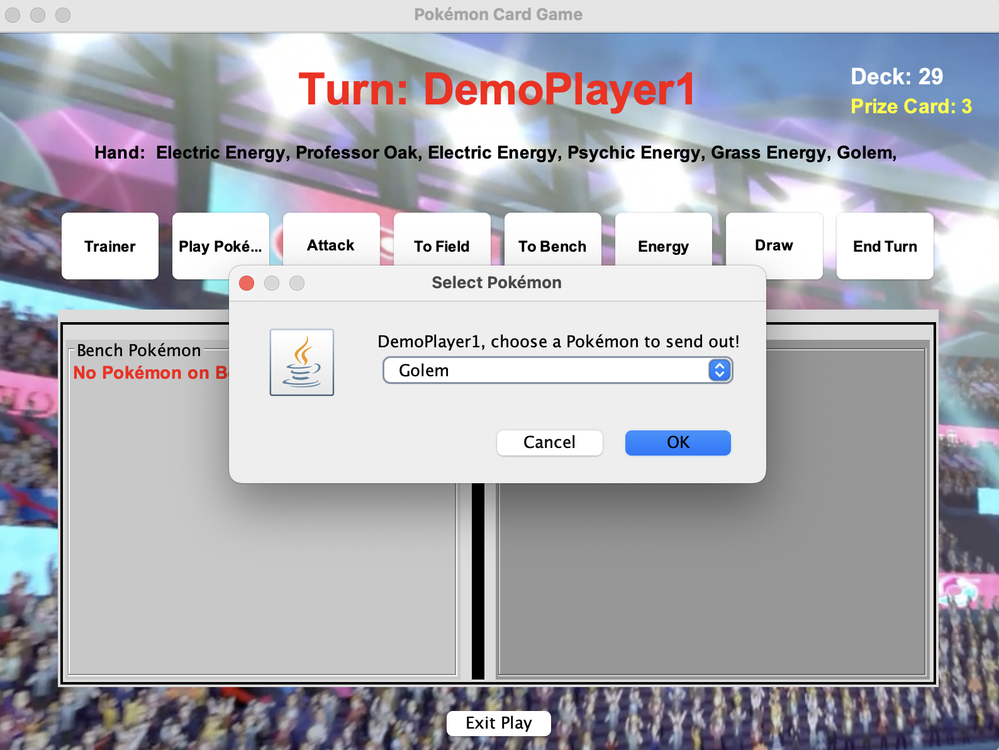 Pokémon Card Game
Turn: DemoPlayer1
Deck: 29
Prize Card: 3
Hand: Electric Energy, Professor Oak, Electric Energy, Psychic Energy, Grass Energy, Golem,
Trainer
Play Poké...
Attack
To Field
To Bench
Energy
Draw
End Turn
Select Pokémon
DemoPlayer1, choose a Pokémon to send out!
Golem
Cancel
OK
Bench Pokémon
No Pokémon on
Exit Play